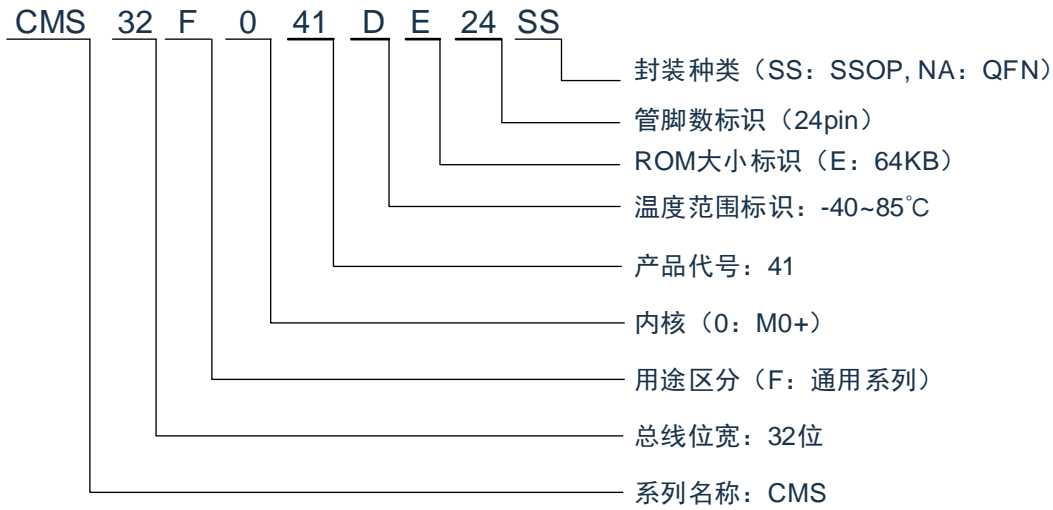 CMS 32 F 0 41 D E 24 SS
封装种类（SS：SSOP, NA：QFN）
管脚数标识（24pin）
ROM大小标识（E：64KB）
温度范围标识：-40~85℃
产品代号：41
内核（0：M0+）
用途区分（F：通用系列）
总线位宽：32位
系列名称：CMS